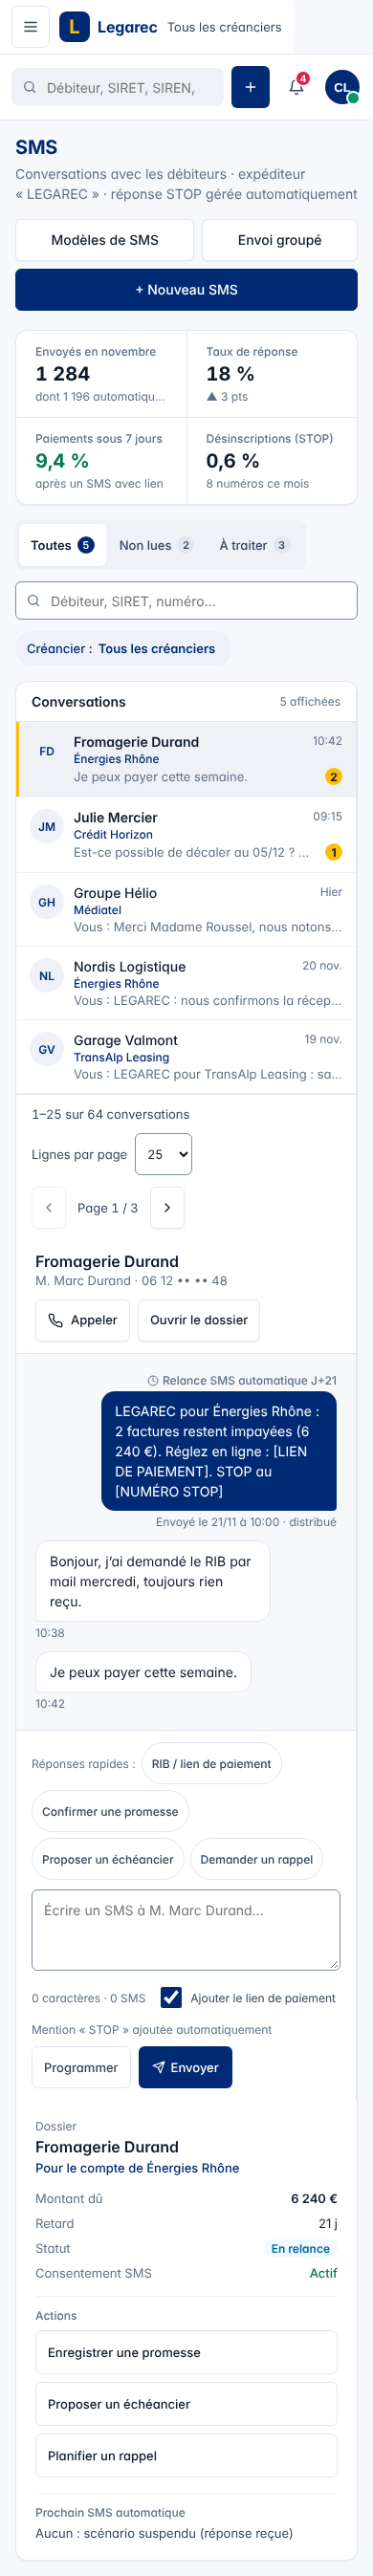 L Legarec Tous les créanciers
Débiteur, SIRET, SIREN,
+
4
CL
SMS
Conversations avec les débiteurs · expéditeur
« LEGAREC » · réponse STOP gérée automatiquement
Modèles de SMS
Envoi groupé
+ Nouveau SMS
Envoyés en novembre
1 284
dont 1 196 automatiqu...
Taux de réponse
18 %
▲ 3 pts
Paiements sous 7 jours
9,4 %
après un SMS avec lien
Désinscriptions (STOP)
0,6 %
8 numéros ce mois
Toutes 5
Non lues 2
À traiter 3
Débiteur, SIRET, numéro...
Créancier : Tous les créanciers
Conversations
5 affichées
FD
Fromagerie Durand
10:42
Énergies Rhône
Je peux payer cette semaine.
2
JM
Julie Mercier
09:15
Crédit Horizon
Est-ce possible de décaler au 05/12 ? ...
1
GH
Groupe Hélio
Hier
Médiatel
Vous : Merci Madame Roussel, nous notons...
NL
Nordis Logistique
20 nov.
Énergies Rhône
Vous : LEGAREC : nous confirmons la récep...
GV
Garage Valmont
19 nov.
TransAlp Leasing
Vous : LEGAREC pour TransAlp Leasing : sa...
1–25 sur 64 conversations
Lignes par page 25
Page 1 / 3
Fromagerie Durand
M. Marc Durand · 06 12 •• •• 48
Appeler
Ouvrir le dossier
Relance SMS automatique J+21
LEGAREC pour Énergies Rhône :
2 factures restent impayées (6
240 €). Réglez en ligne : [LIEN
DE PAIEMENT]. STOP au
[NUMÉRO STOP]
Envoyé le 21/11 à 10:00 · distribué
Bonjour, j'ai demandé le RIB par
mail mercredi, toujours rien
reçu.
10:38
Je peux payer cette semaine.
10:42
Réponses rapides :
RIB / lien de paiement
Confirmer une promesse
Proposer un échéancier
Demander un rappel
Écrire un SMS à M. Marc Durand...
0 caractères · 0 SMS
Ajouter le lien de paiement
Mention « STOP » ajoutée automatiquement
Programmer
Envoyer
Dossier
Fromagerie Durand
Pour le compte de Énergies Rhône
Montant dû 6 240 €
Retard 21 j
Statut En relance
Consentement SMS Actif
Actions
Enregistrer une promesse
Proposer un échéancier
Planifier un rappel
Prochain SMS automatique
Aucun : scénario suspendu (réponse reçue)